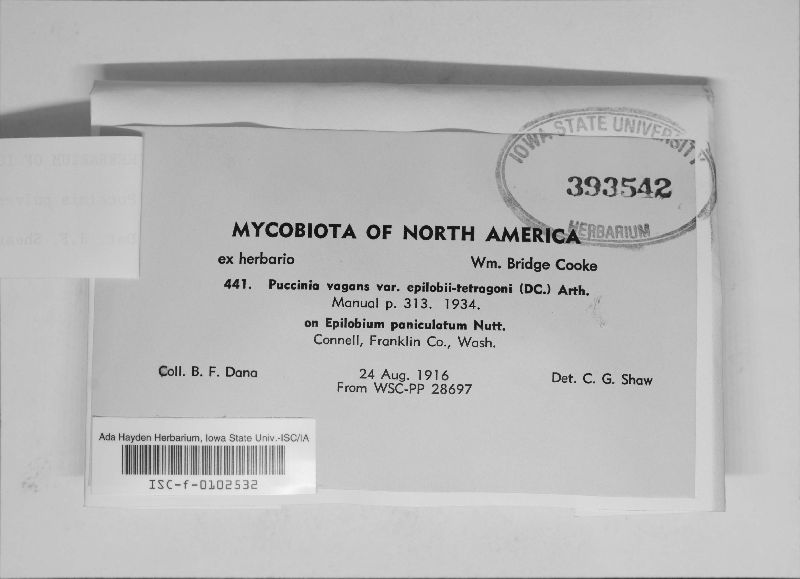 IOWA STATE UNIVERSITY
393542
HERBARIUM
MYCOBIOTA OF NORTH AMERICA
ex herbario Wm. Bridge Cooke
441. Puccinia vagans var. epilobii-tetragoni (DC.) Arth.
Manual p. 313. 1934.
on Epilobium paniculatum Nutt.
Connell, Franklin Co., Wash.
Coll. B. F. Dana 24 Aug. 1916 Det. C. G. Shaw
From WSC-PP 28697
Ada Hayden Herbarium, Iowa State Univ.-ISC/IA
ISC-f-0102532